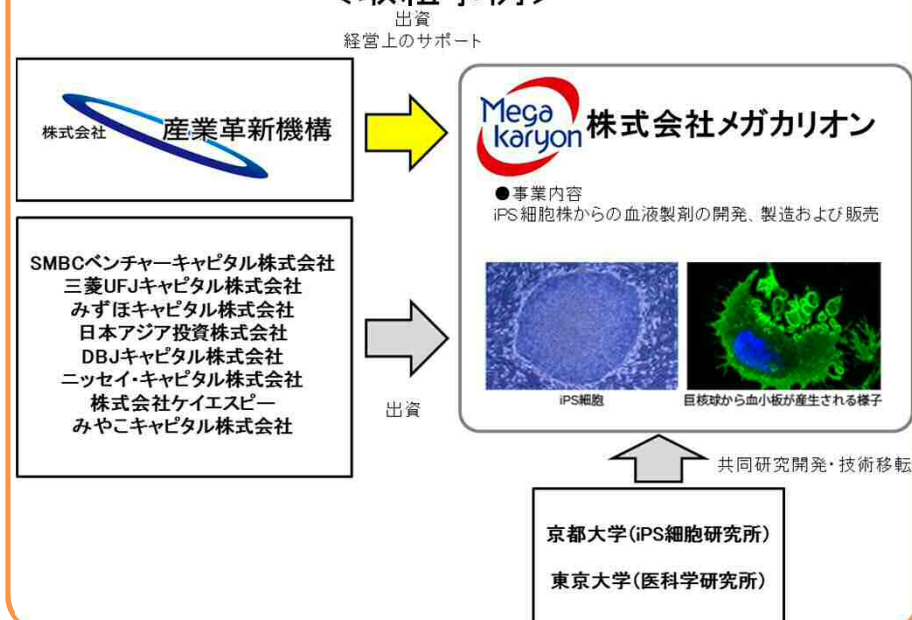 出資
経営上のサポート
株式会社 産業革新機構
Mega
karyon
株式会社メガカリオン
●事業内容
iPS細胞株からの血液製剤の開発、製造および販売
SMBCベンチャーキャピタル株式会社
三菱UFJキャピタル株式会社
みずほキャピタル株式会社
日本アジア投資株式会社
DBJキャピタル株式会社
ニッセイ・キャピタル株式会社
株式会社ケイエスピー
みやこキャピタル株式会社
出資
iPS細胞
巨核球から血小板が産生される様子
共同研究開発・技術移転
京都大学(iPS細胞研究所)
東京大学(医科学研究所)